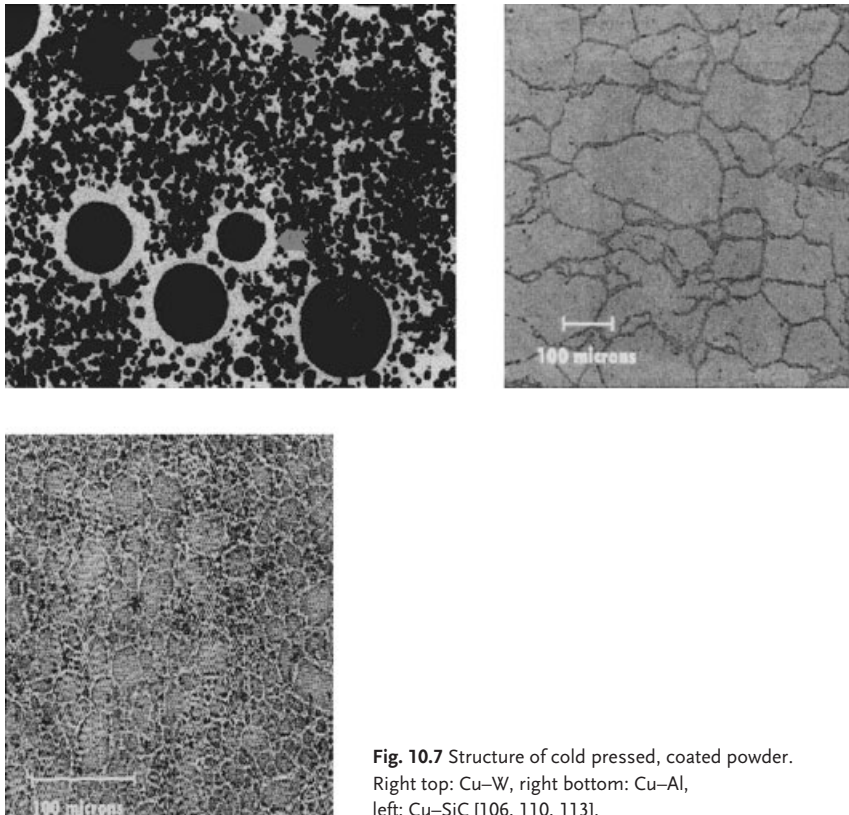 100 microns
100 microns
Fig. 10.7 Structure of cold pressed, coated powder.
Right top: Cu–W, right bottom: Cu–Al,
left: Cu–SiC [106, 110, 113].